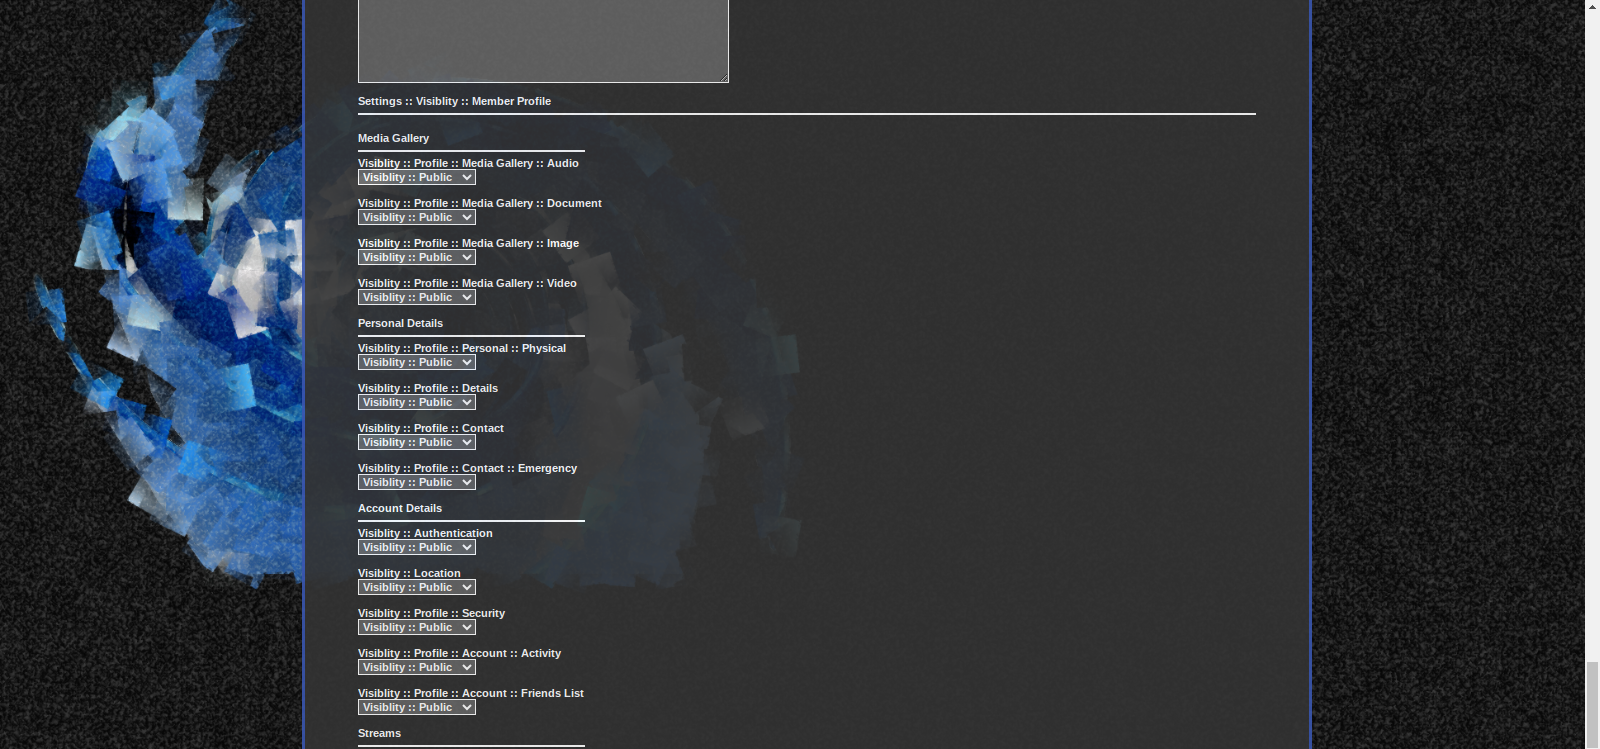 Settings :: Visiblity :: Member Profile
Media Gallery
Visiblity :: Profile :: Media Gallery :: Audio
Visiblity :: Public
Visiblity :: Profile :: Media Gallery :: Document
Visiblity :: Public
Visiblity :: Profile :: Media Gallery :: Image
Visiblity :: Public
Visiblity :: Profile :: Media Gallery :: Video
Visiblity :: Public
Personal Details
Visiblity :: Profile :: Personal :: Physical
Visiblity :: Public
Visiblity :: Profile :: Details
Visiblity :: Public
Visiblity :: Profile :: Contact
Visiblity :: Public
Visiblity :: Profile :: Contact :: Emergency
Visiblity :: Public
Account Details
Visiblity :: Authentication
Visiblity :: Public
Visiblity :: Location
Visiblity :: Public
Visiblity :: Profile :: Security
Visiblity :: Public
Visiblity :: Profile :: Account :: Activity
Visiblity :: Public
Visiblity :: Profile :: Account :: Friends List
Visiblity :: Public
Streams